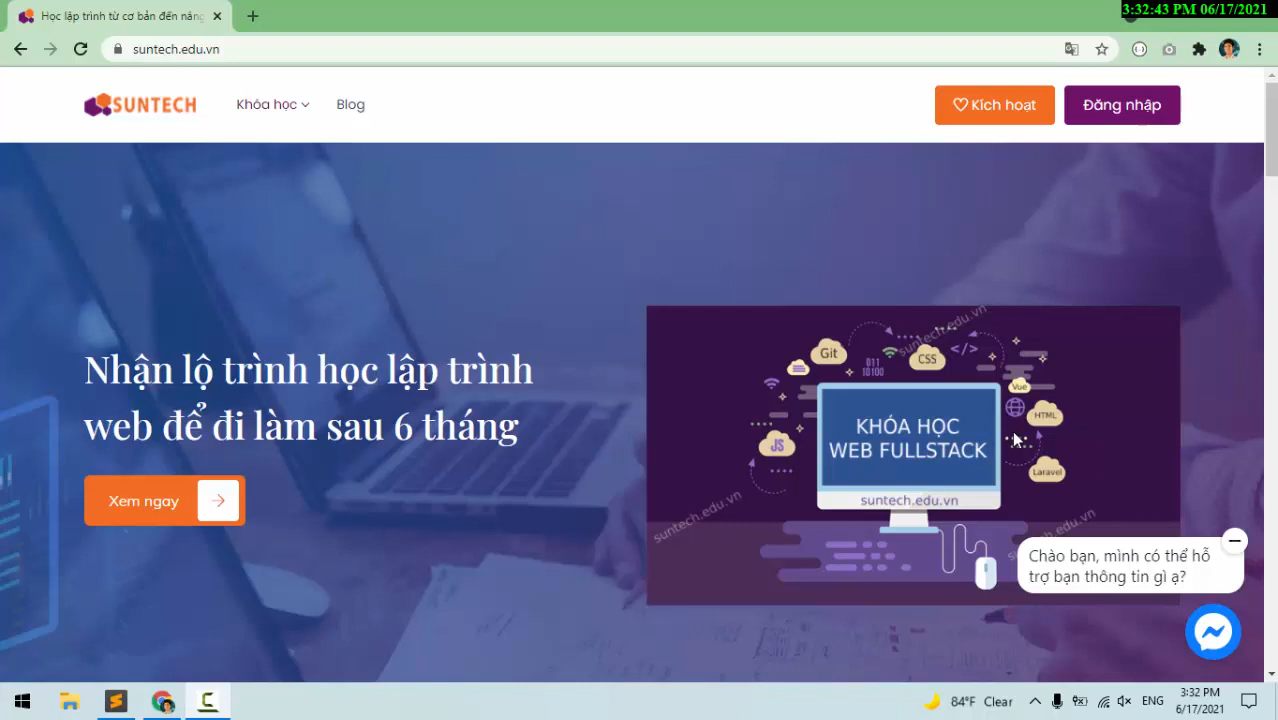 3:32:43 PM 06/17/2021
Học lập trình từ cơ bản đến nâng
suntech.edu.vn
SUNTECH
Khóa học
Blog
Kích hoạt
Đăng nhập
Nhận lộ trình học lập trình
web để đi làm sau 6 tháng
Xem ngay
suntech.edu.vn
Git
011
10100
CSS
</>
Vue
HTML
JS
Laravel
KHÓA HỌC
WEB FULLSTACK
suntech.edu.vn
suntech.edu.vn
suntech.edu.vn
Chào bạn, mình có thể hỗ
trợ bạn thông tin gì ạ?
84°F Clear
ENG
3:32 PM
6/17/2021